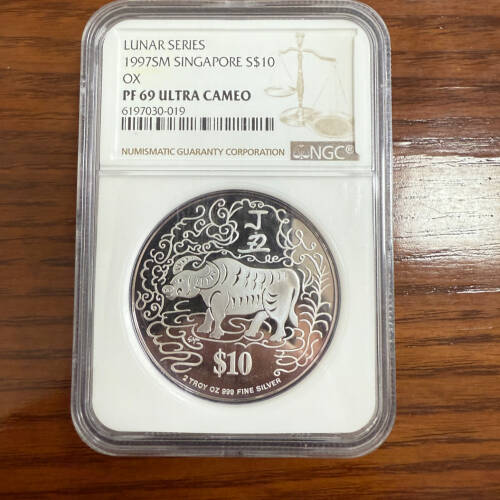 LUNAR SERIES
1997SM SINGAPORE S$10
OX
PF 69 ULTRA CAMEO
6197030-019
NUMISMATIC GUARANTY CORPORATION
NGC®
丁
丑
$10
2 TROY OZ 999 FINE SILVER